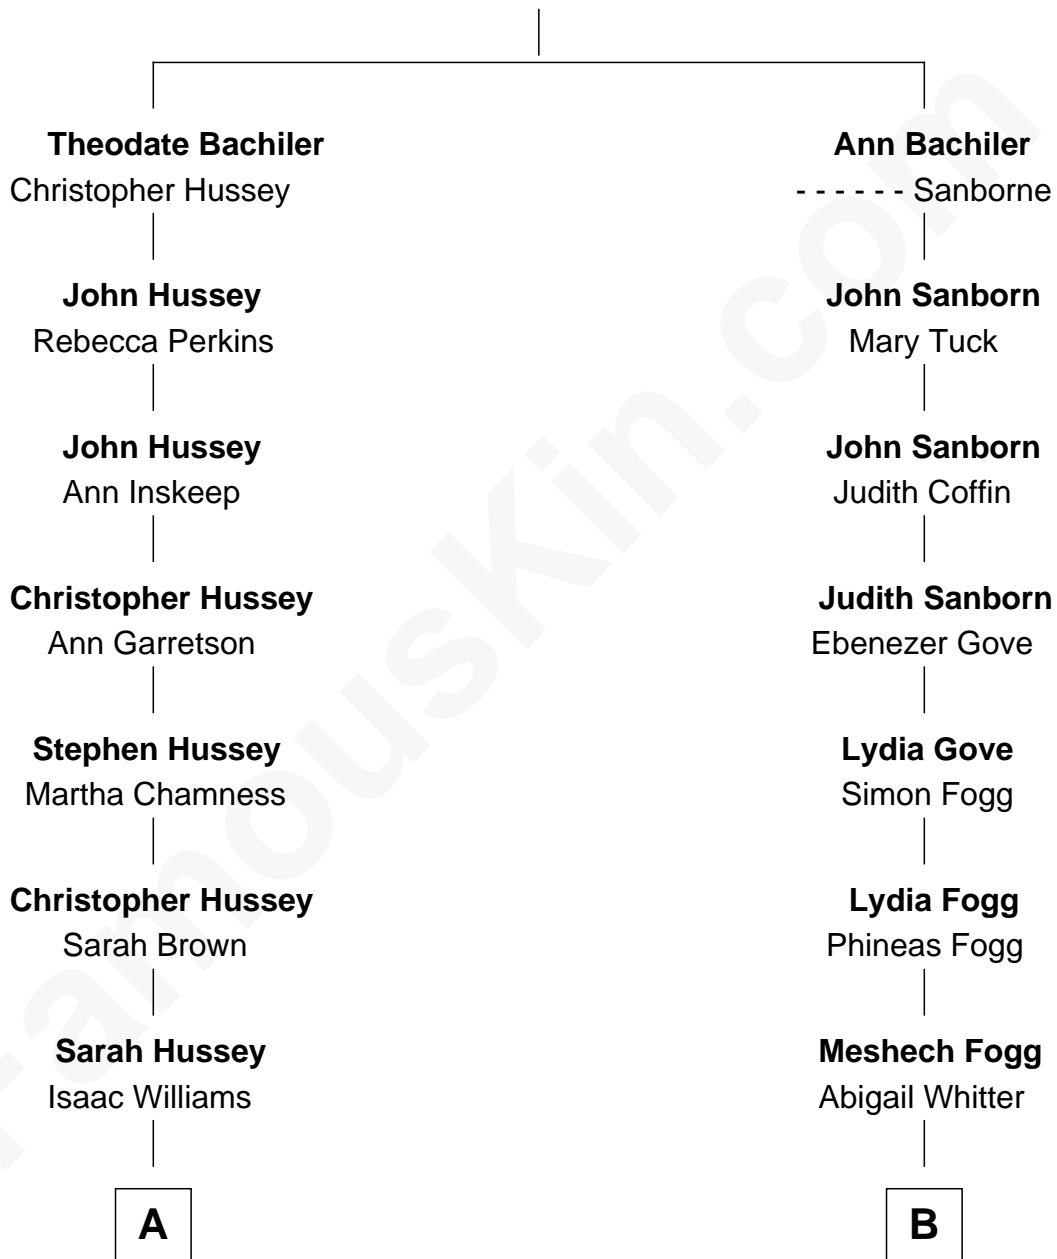 Theodate Bachiler
Christopher Hussey
Ann Bachiler
- - - - - - Sanborne
John Hussey
Rebecca Perkins
John Sanborn
Mary Tuck
John Hussey
Ann Inskeep
John Sanborn
Judith Coffin
Christopher Hussey
Ann Garretson
Judith Sanborn
Ebenezer Gove
Stephen Hussey
Martha Chamness
Lydia Gove
Simon Fogg
Christopher Hussey
Sarah Brown
Lydia Fogg
Phineas Fogg
Sarah Hussey
Isaac Williams
Meshech Fogg
Abigail Whitter
A
B
FamousKin.com